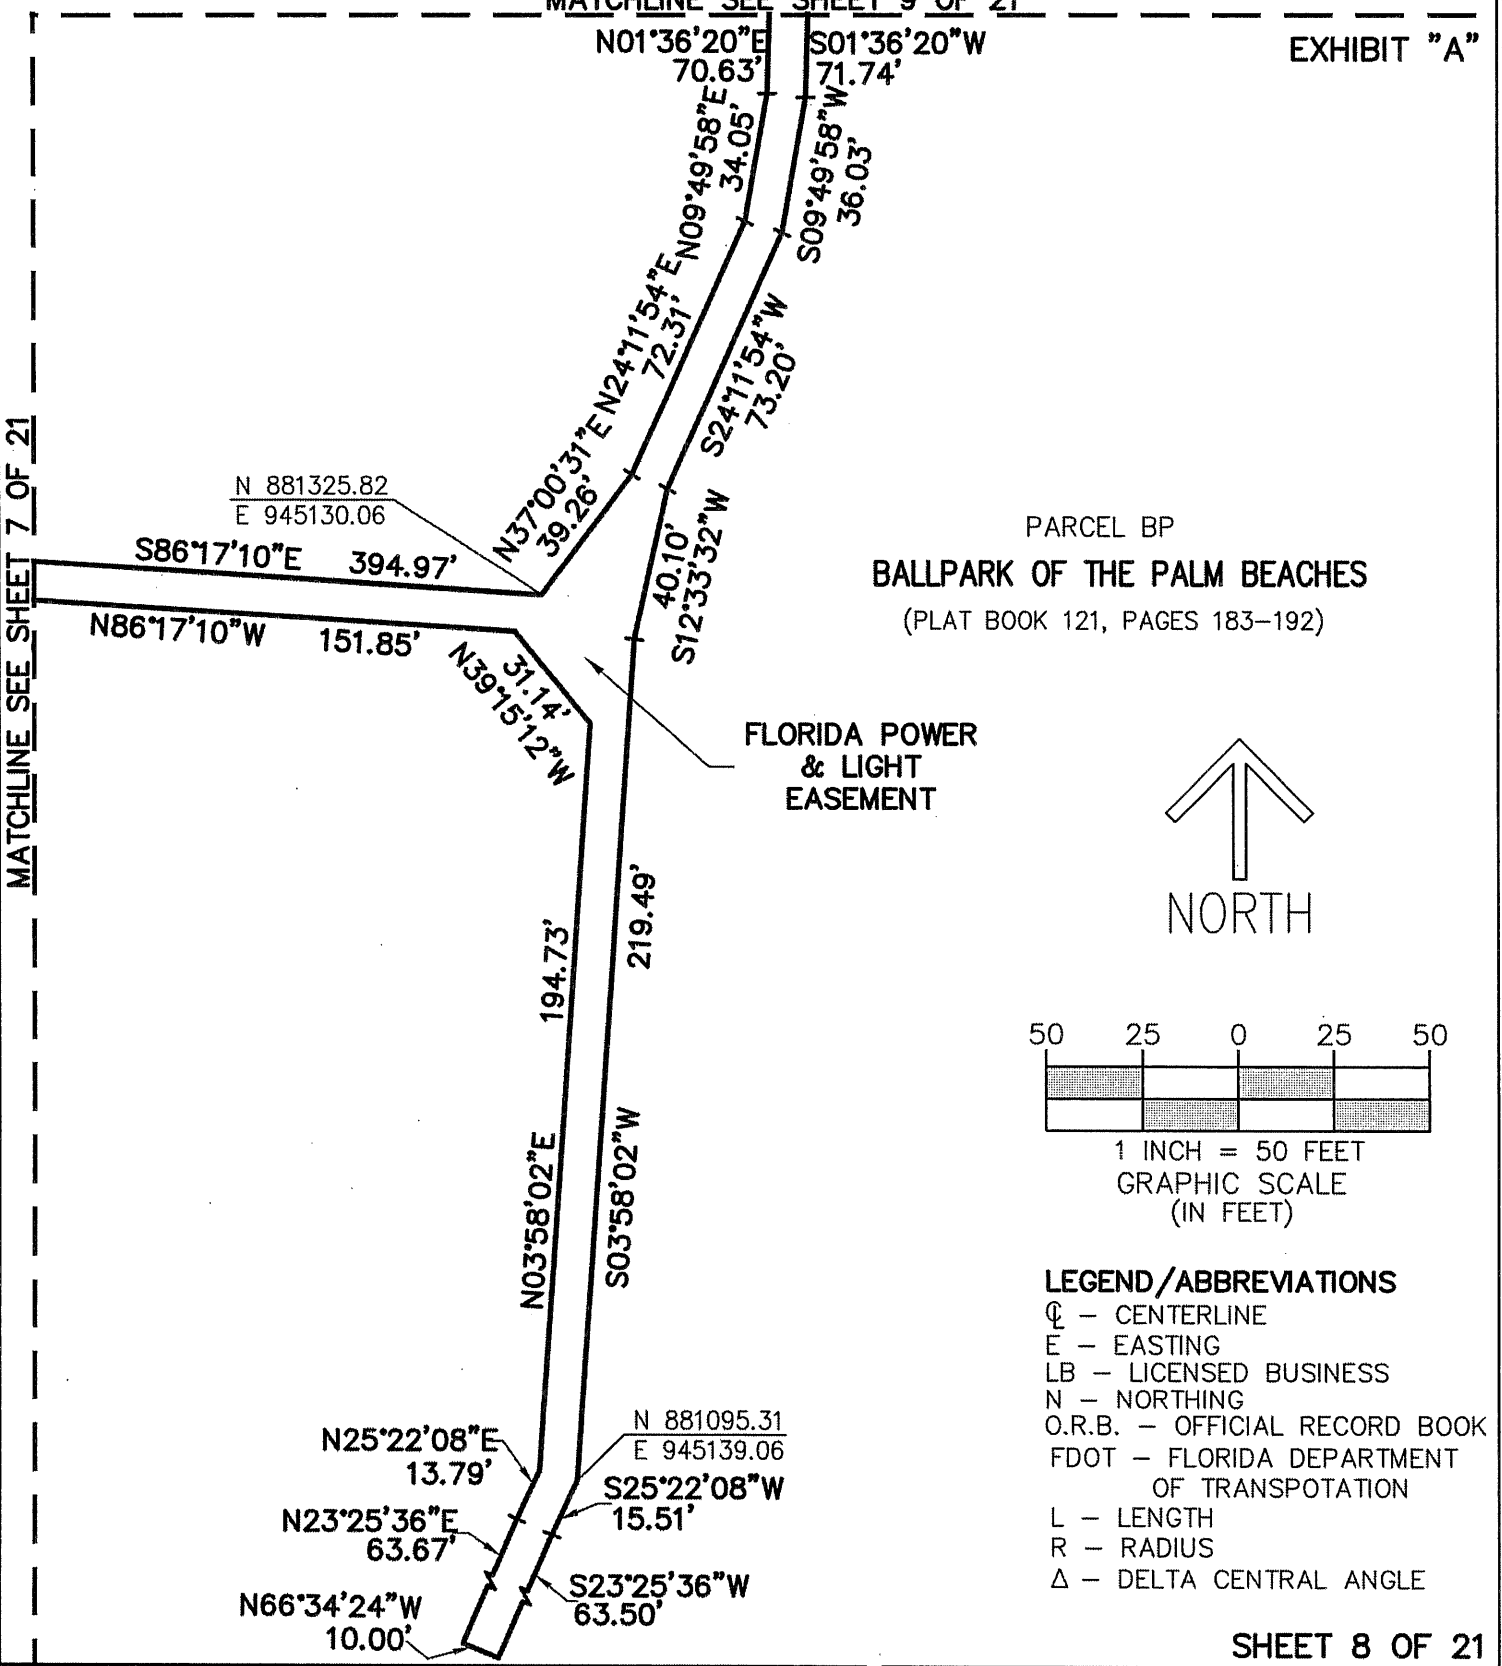 MATCHLINE SEE SHEET 9 OF 21
EXHIBIT "A"
N01°36'20"E
70.63'
S01°36'20"W
71.74'
N09°49'58"E
34.05'
S09°49'58"W
36.03'
N24°11'54"E
72.31'
S24°11'54"W
73.20'
N37°00'31"E
39.26'
40.10'
S12°33'32"W
MATCHLINE SEE SHEET 7 OF 21
N 881325.82
E 945130.06
S86°17'10"E 394.97'
N86°17'10"W 151.85'
31.14'
N39°15'12"W
PARCEL BP
BALLPARK OF THE PALM BEACHES
(PLAT BOOK 121, PAGES 183-192)
FLORIDA POWER
& LIGHT
EASEMENT
NORTH
194.73'
N03°58'02"E
219.49'
S03°58'02"W
50 25 0 25 50
1 INCH = 50 FEET
GRAPHIC SCALE
(IN FEET)
LEGEND/ABBREVIATIONS
℄ - CENTERLINE
E - EASTING
LB - LICENSED BUSINESS
N - NORTHING
O.R.B. - OFFICIAL RECORD BOOK
FDOT - FLORIDA DEPARTMENT
OF TRANSPOTATION
L - LENGTH
R - RADIUS
Δ - DELTA CENTRAL ANGLE
N 881095.31
E 945139.06
N25°22'08"E
13.79'
S25°22'08"W
15.51'
N23°25'36"E
63.67'
S23°25'36"W
63.50'
N66°34'24"W
10.00'
SHEET 8 OF 21